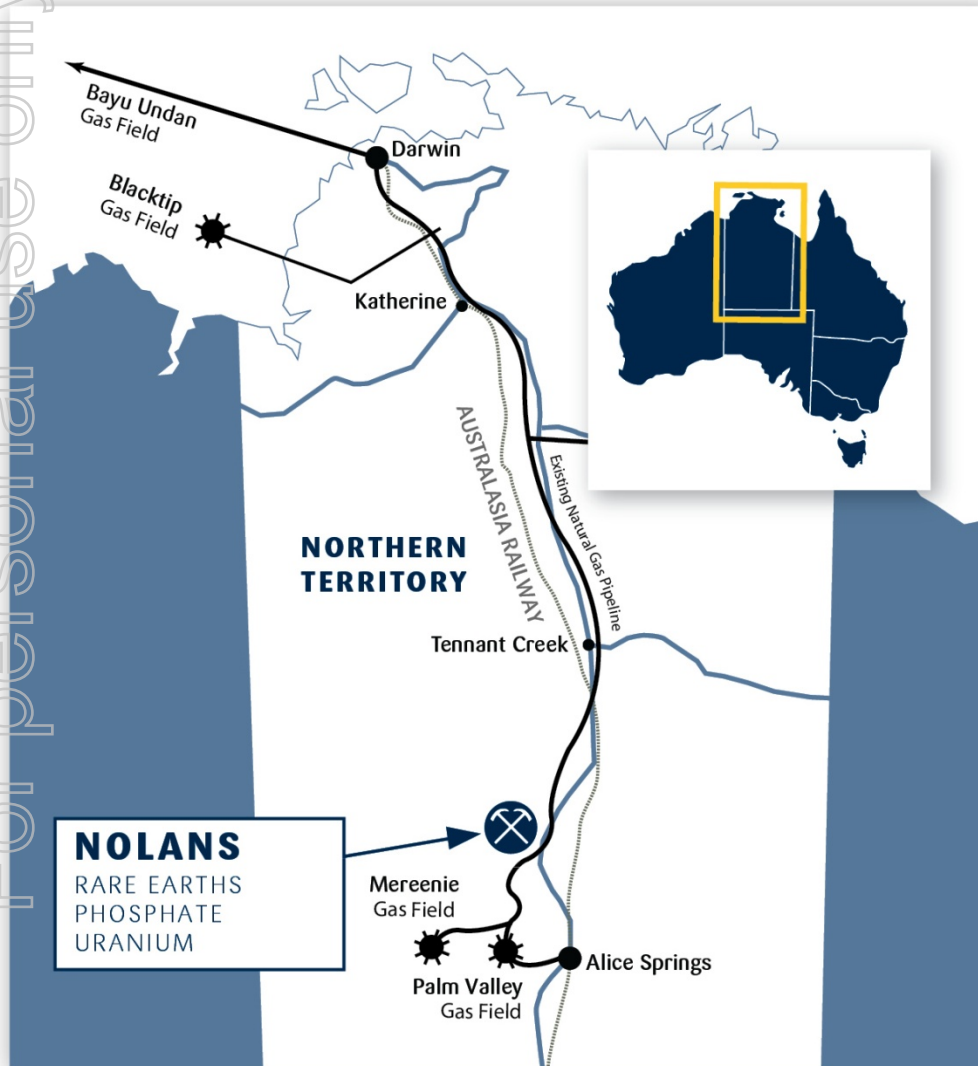 For personal use only
Bayu Undan
Gas Field
Darwin
Blacktip
Gas Field
Katherine
AUSTRALASIA RAILWAY
Existing Natural Gas Pipeline
NORTHERN
TERRITORY
Tennant Creek
NOLANS
RARE EARTHS
PHOSPHATE
URANIUM
Mereenie
Gas Field
Palm Valley
Gas Field
Alice Springs